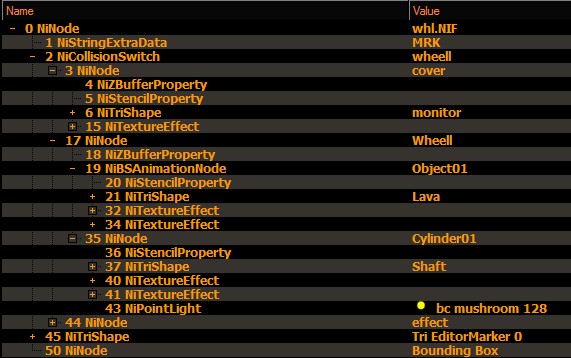 Name Value
0 NiNode whl.NIF
1 NiStringExtraData MRK
2 NiCollisionSwitch wheell
3 NiNode cover
4 NiZBufferProperty
5 NiStencilProperty
6 NiTriShape monitor
15 NiTextureEffect
17 NiNode Wheell
18 NiZBufferProperty
19 NiBSAnimationNode Object01
20 NiStencilProperty
21 NiTriShape Lava
32 NiTextureEffect
34 NiTextureEffect
35 NiNode Cylinder01
36 NiStencilProperty
37 NiTriShape Shaft
40 NiTextureEffect
41 NiTextureEffect
43 NiPointLight bc mushroom 128
44 NiNode effect
45 NiTriShape Tri EditorMarker 0
50 NiNode Bounding Box